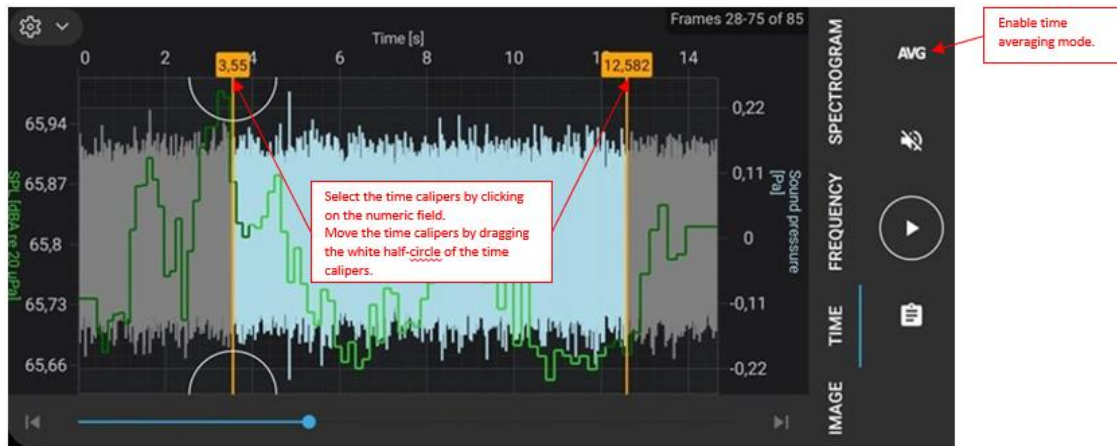 Frames 28-75 of 85
Time [s]
0 2 4 6 8 10 12 14
3,55
12,582
65,94
65,87
65,8
65,73
65,66
SPL [dBA re 20 uPa]
0,22
0,11
0
-0,11
-0,22
Sound pressure
[Pa]
Select the time calipers by clicking
on the numeric field.
Move the time calipers by dragging
the white half-circle of the time
calipers.
SPECTROGRAM
FREQUENCY
TIME
IMAGE
AVG
Enable time
averaging mode.